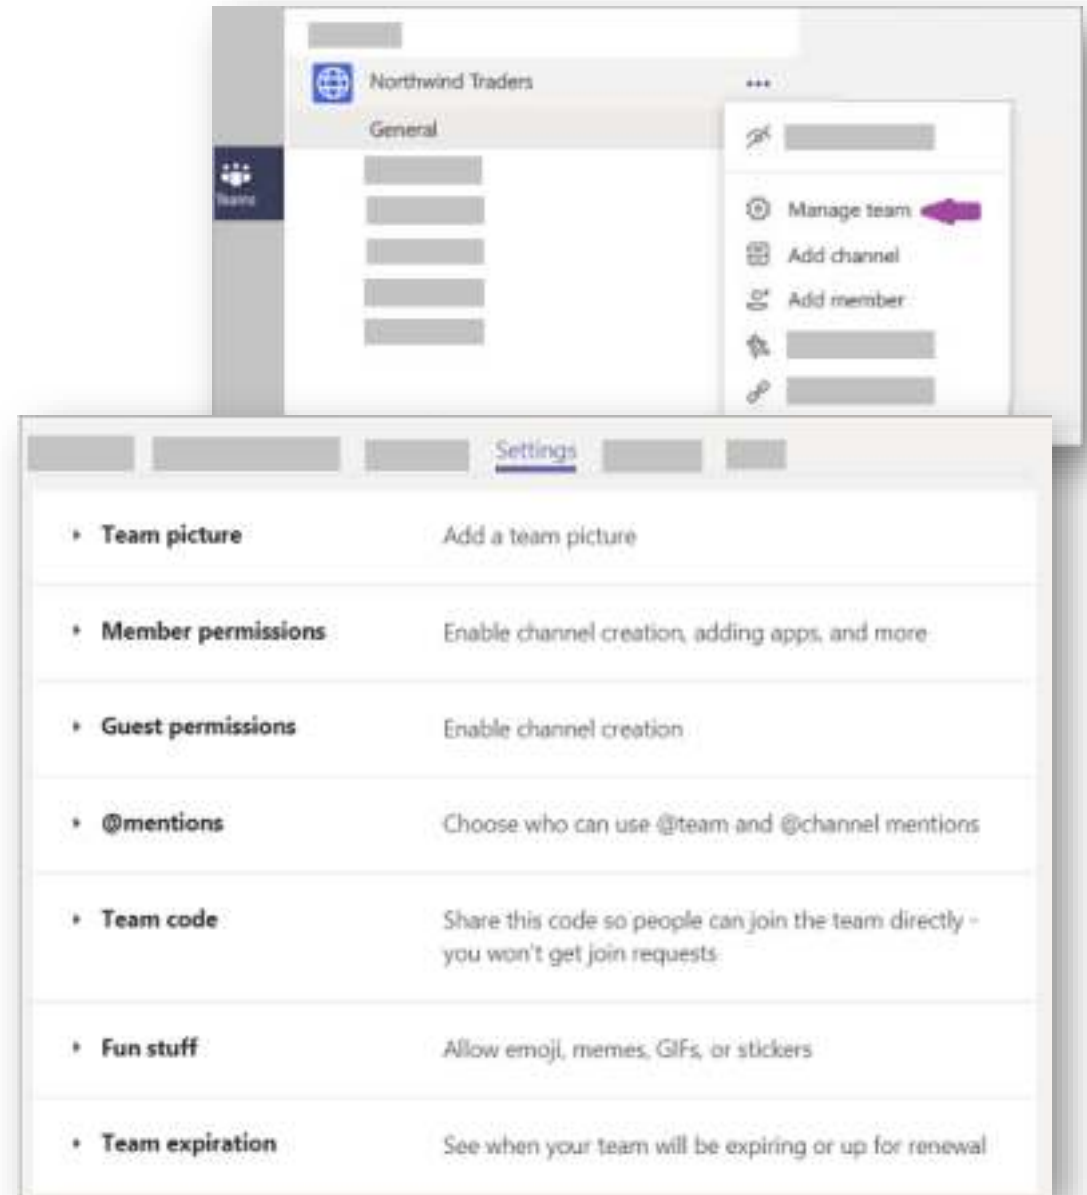 Northwind Traders
General
Teams
Manage team
Add channel
Add member
Settings
Team picture
Add a team picture
Member permissions
Enable channel creation, adding apps, and more
Guest permissions
Enable channel creation
@mentions
Choose who can use @team and @channel mentions
Team code
Share this code so people can join the team directly -
you won't get join requests
Fun stuff
Allow emoji, memes, GIFs, or stickers
Team expiration
See when your team will be expiring or up for renewal